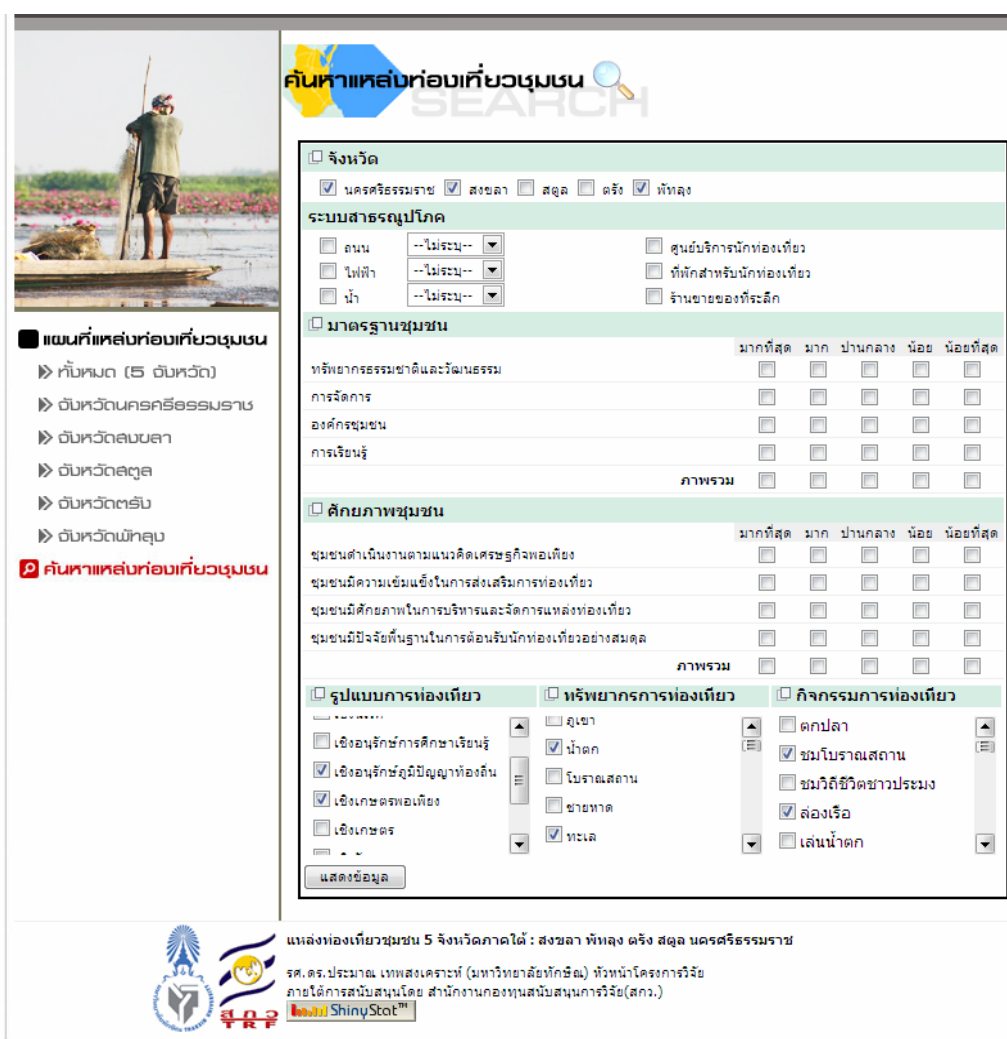 ค้นหาแหล่งท่องเที่ยวชุมชน
SEARCH
จังหวัด
นครศรีธรรมราช สงขลา สตูล ตรัง พัทลุง
ระบบสาธรณูปโภค
ถนน --ไม่ระบุ-- ศูนย์บริการนักท่องเที่ยว
ไฟฟ้า --ไม่ระบุ-- ที่พักสำหรับนักท่องเที่ยว
น้ำ --ไม่ระบุ-- ร้านขายของที่ระลึก
มาตรฐานชุมชน
มากที่สุด มาก ปานกลาง น้อย น้อยที่สุด
ทรัพยากรธรรมชาติและวัฒนธรรม
การจัดการ
องค์กรชุมชน
การเรียนรู้
ภาพรวม
ศักยภาพชุมชน
มากที่สุด มาก ปานกลาง น้อย น้อยที่สุด
ชุมชนดำเนินงานตามแนวคิดเศรษฐกิจพอเพียง
ชุมชนมีความเข้มแข็งในการส่งเสริมการท่องเที่ยว
ชุมชนมีศักยภาพในการบริหารและจัดการแหล่งท่องเที่ยว
ชุมชนมีปัจจัยพื้นฐานในการต้อนรับนักท่องเที่ยวอย่างสมดุล
ภาพรวม
รูปแบบการท่องเที่ยว ทรัพยากรการท่องเที่ยว กิจกรรมการท่องเที่ยว
เชิงอนุรักษ์การศึกษาเรียนรู้
เชิงอนุรักษ์ภูมิปัญญาท้องถิ่น
เชิงเกษตรพอเพียง
เชิงเกษตร
ภูเขา
น้ำตก
โบราณสถาน
ชายหาด
ทะเล
ตกปลา
ชมโบราณสถาน
ชมวิถีชีวิตชาวประมง
ล่องเรือ
เล่นน้ำตก
แสดงข้อมูล
แผนที่แหล่งท่องเที่ยวชุมชน
ทั้งหมด (5 จังหวัด)
จังหวัดนครศรีธรรมราช
จังหวัดสงขลา
จังหวัดสตูล
จังหวัดตรัง
จังหวัดพัทลุง
ค้นหาแหล่งท่องเที่ยวชุมชน
แหล่งท่องเที่ยวชุมชน 5 จังหวัดภาคใต้ : สงขลา พัทลุง ตรัง สตูล นครศรีธรรมราช
รศ.ดร.ประมาณ เทพสงเคราะห์ (มหาวิทยาลัยทักษิณ) หัวหน้าโครงการวิจัย
ภายใต้การสนับสนุนโดย สำนักงานกองทุนสนับสนุนการวิจัย(สกว.)
ShinyStat™
สกว
TRF